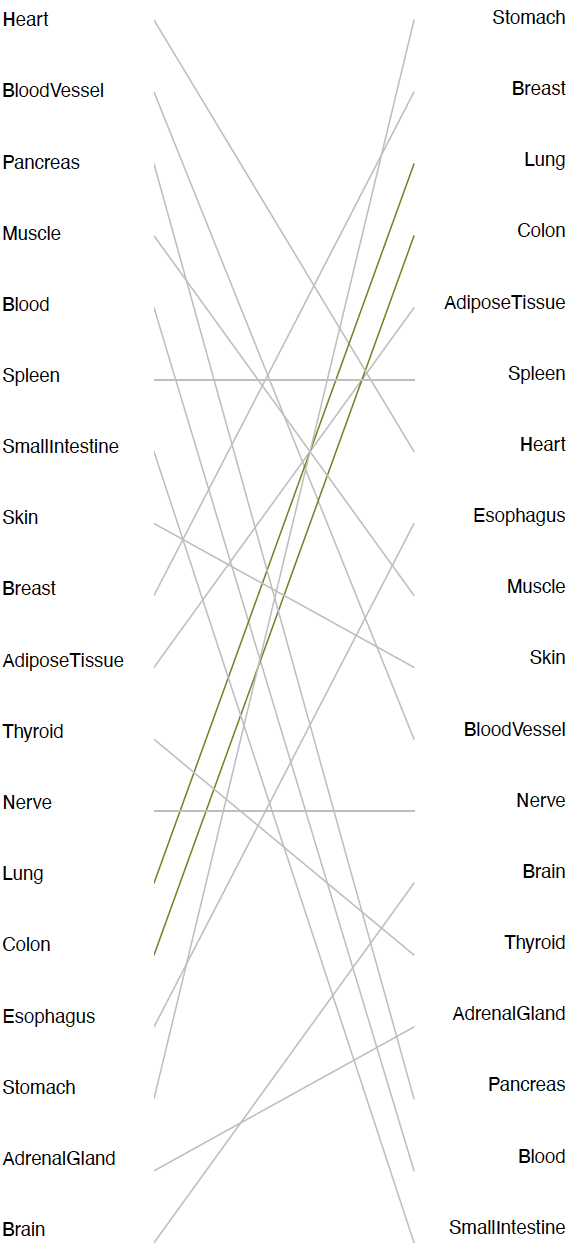 Heart
BloodVessel
Pancreas
Muscle
Blood
Spleen
SmallIntestine
Skin
Breast
AdiposeTissue
Thyroid
Nerve
Lung
Colon
Esophagus
Stomach
AdrenalGland
Brain
Stomach
Breast
Lung
Colon
AdiposeTissue
Spleen
Heart
Esophagus
Muscle
Skin
BloodVessel
Nerve
Brain
Thyroid
AdrenalGland
Pancreas
Blood
SmallIntestine